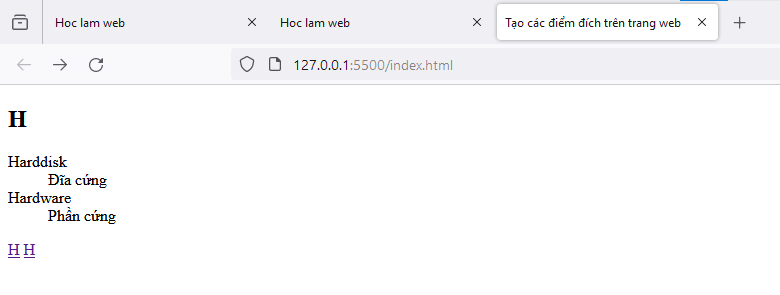 Hoc lam web
Hoc lam web
Tạo các điểm đích trên trang web
127.0.0.1:5500/index.html
H
Harddisk
Đĩa cứng
Hardware
Phần cứng
H H